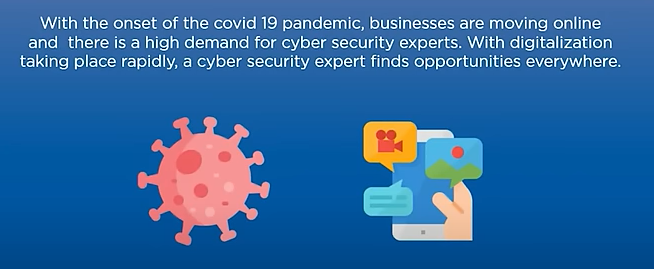 With the onset of the covid 19 pandemic, businesses are moving online
and there is a high demand for cyber security experts. With digitalization
taking place rapidly, a cyber security expert finds opportunities everywhere.